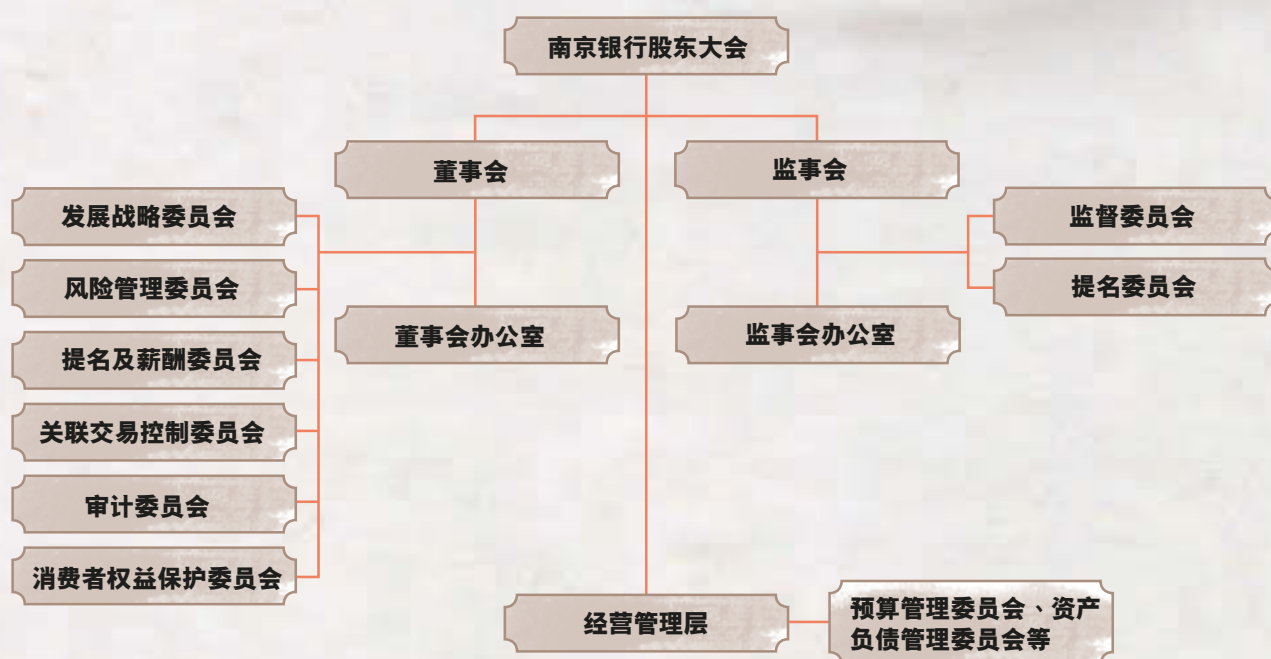 南京银行股东大会
董事会
监事会
发展战略委员会
风险管理委员会
提名及薪酬委员会
关联交易控制委员会
审计委员会
消费者权益保护委员会
董事会办公室
监事会办公室
监督委员会
提名委员会
经营管理层
预算管理委员会、资产
负债管理委员会等